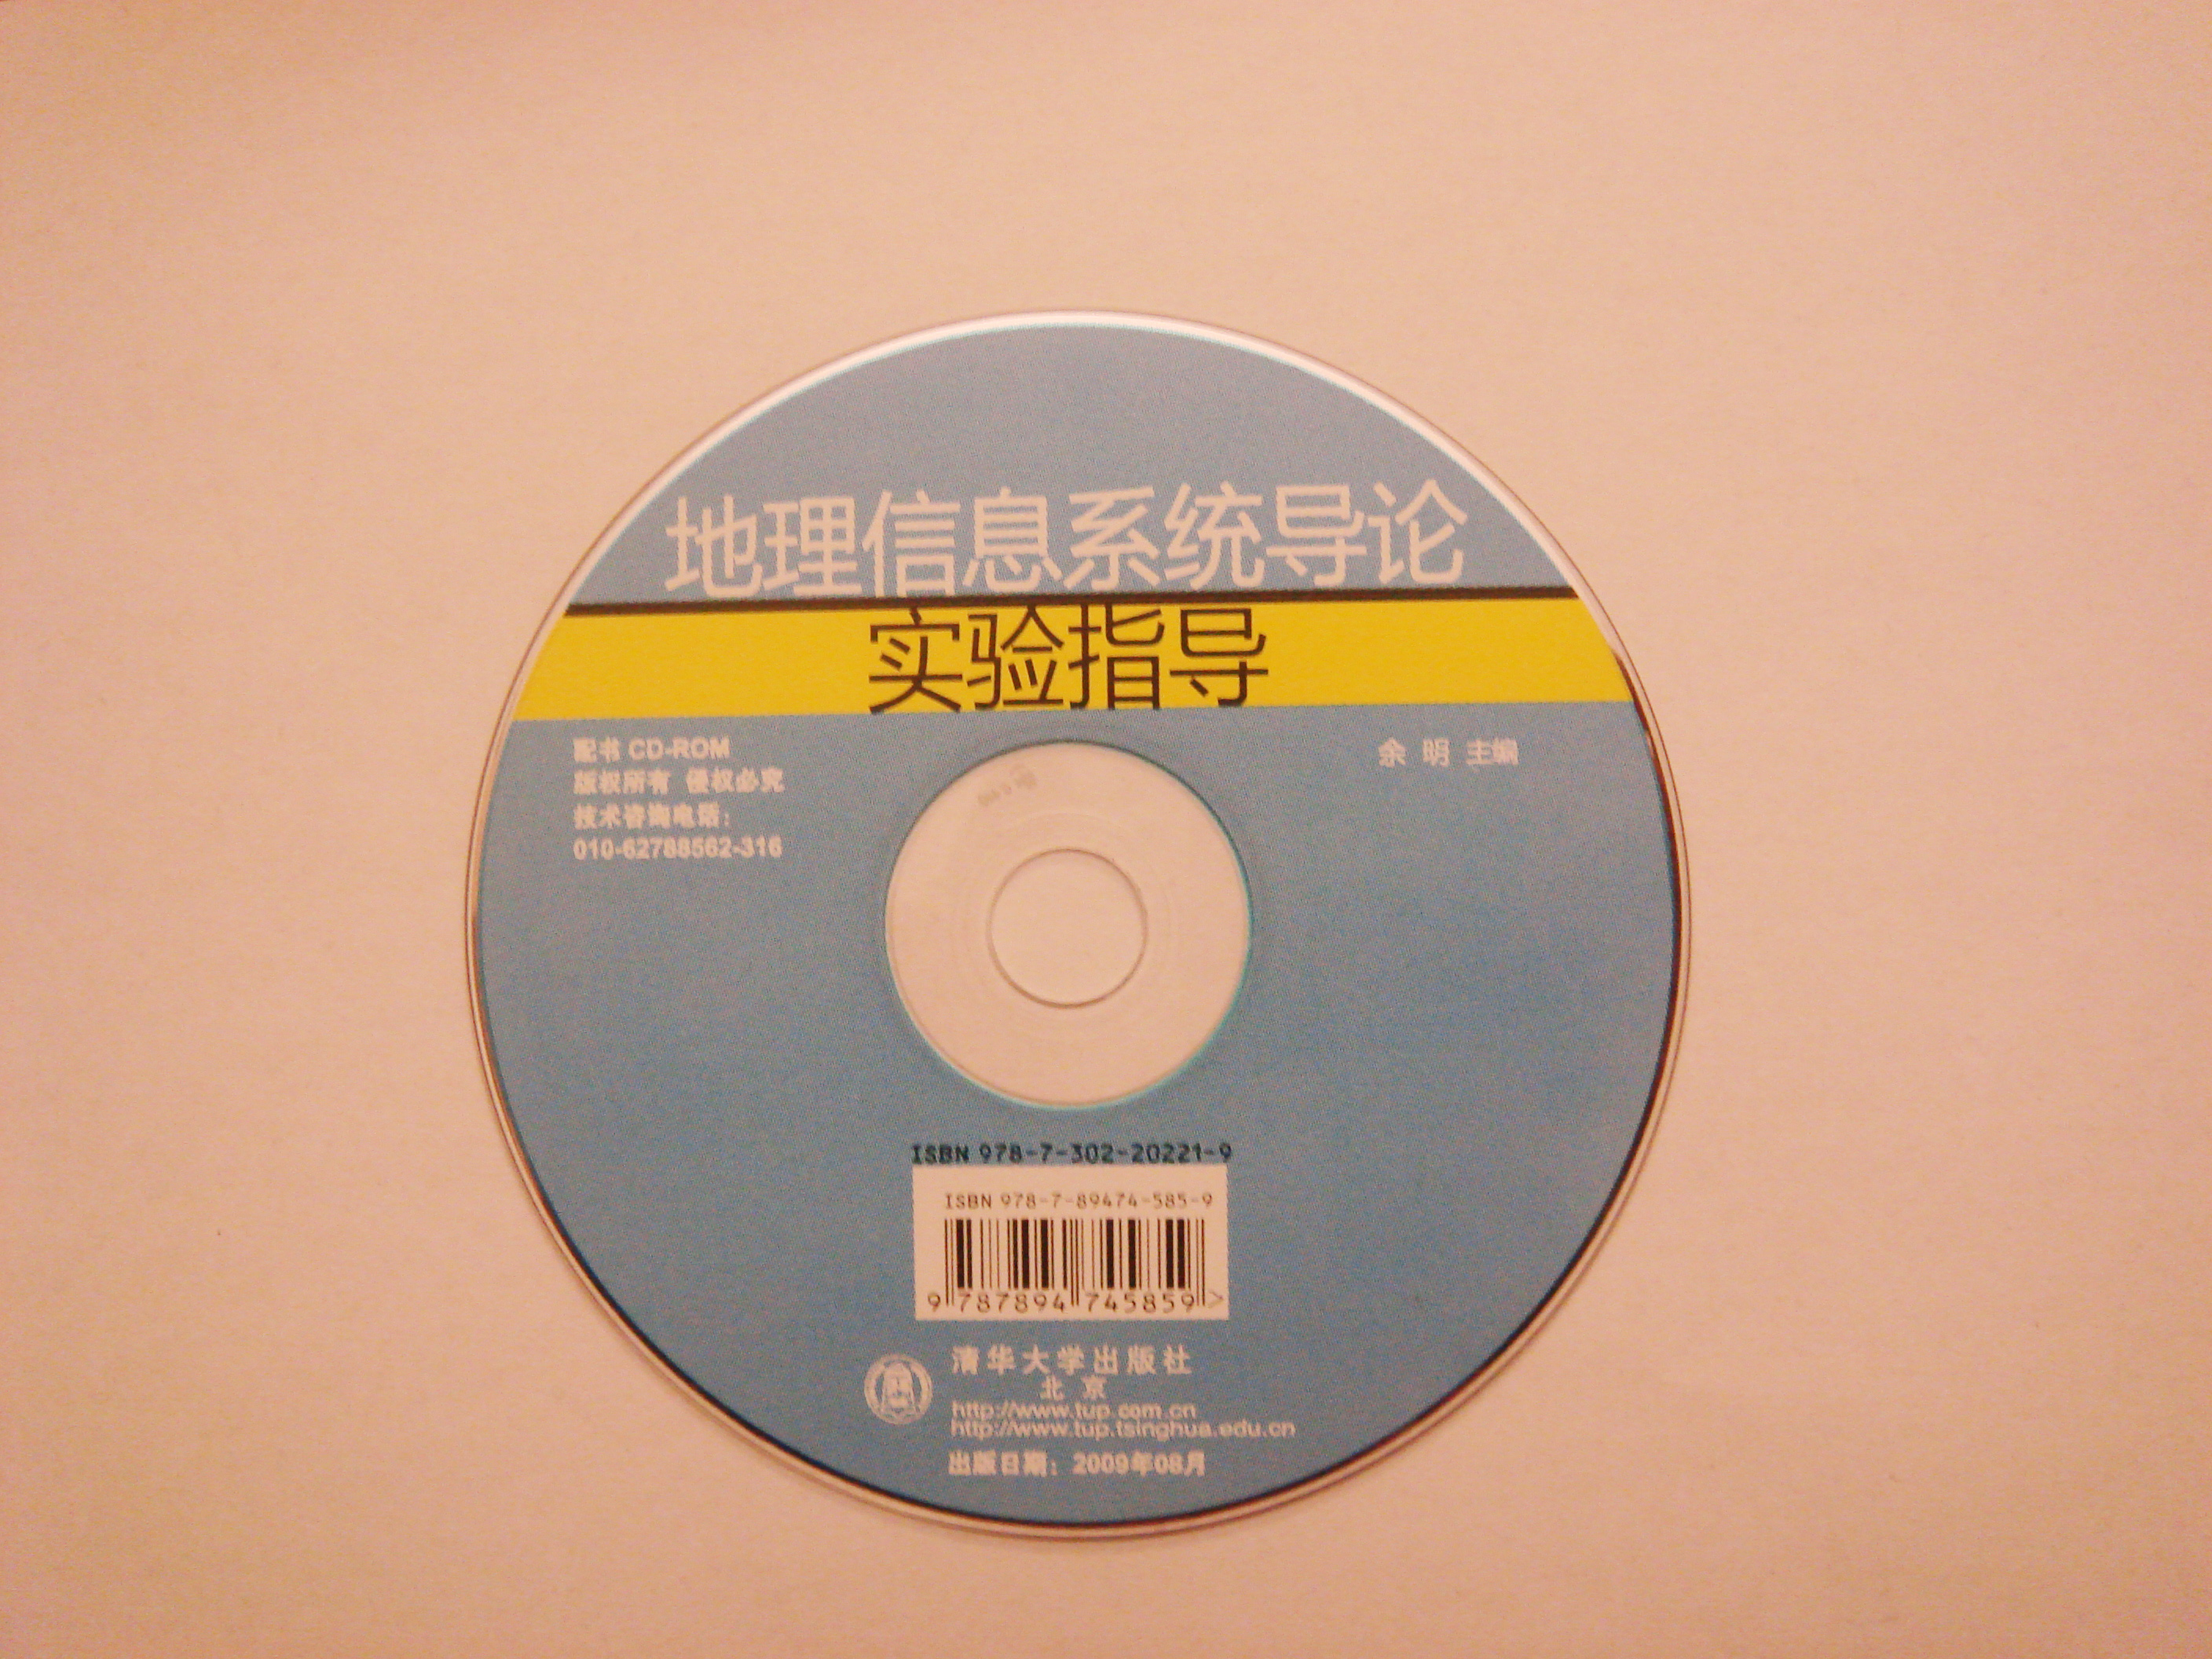 地理信息系统导论
实验指导
配书 CD-ROM
版权所有 侵权必究
技术咨询电话：
010-62788562-316
余 明 主编
ISBN 978-7-302-20221-9
ISBN 978-7-89474-585-9
9 787894 745859 >
清华大学出版社
北 京
http://www.tup.com.cn
http://www.tup.tsinghua.edu.cn
出版日期：2009年08月